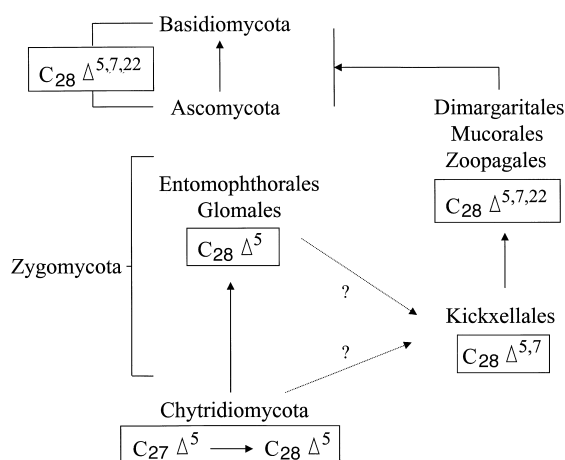 Basidiomycota
C₂₈ Δ⁵,⁷,²²
Ascomycota
Dimargaritales
Mucorales
Zoopagales
C₂₈ Δ⁵,⁷,²²
Entomophthorales
Glomales
C₂₈ Δ⁵
Zygomycota
?
Kickxellales
C₂₈ Δ⁵,⁷
?
Chytridiomycota
C₂₇ Δ⁵ → C₂₈ Δ⁵